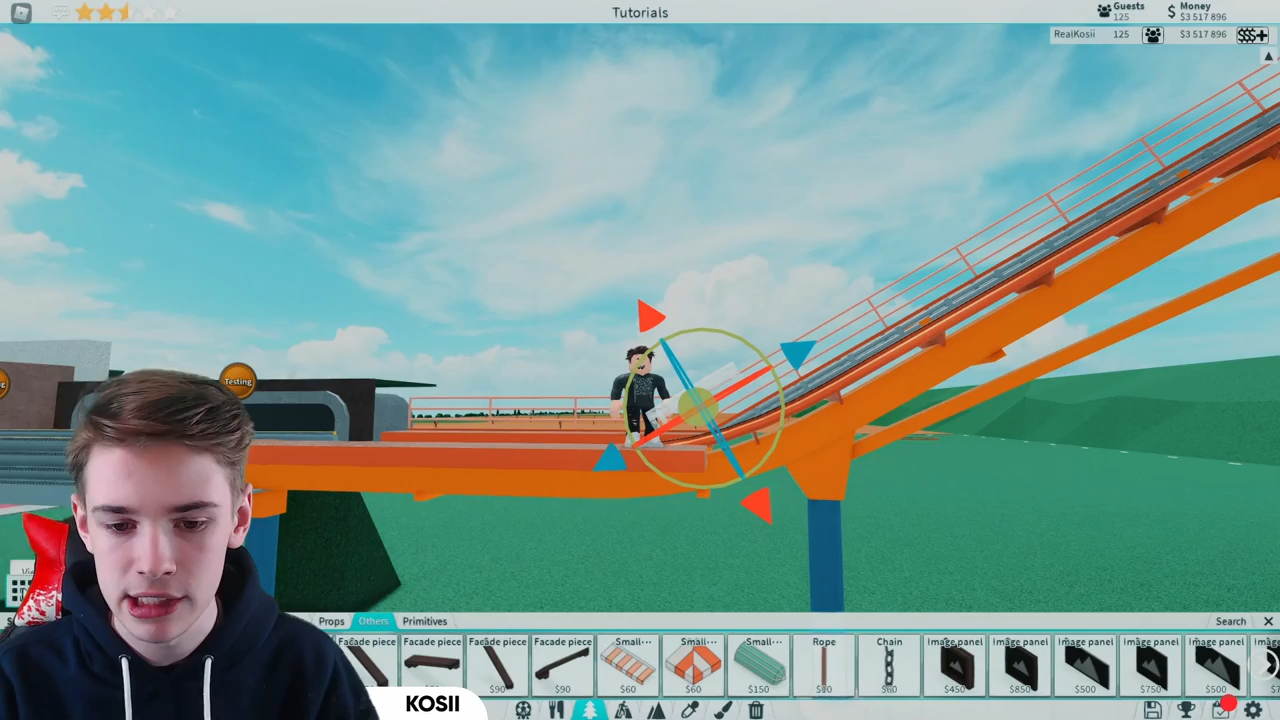 Tutorials
Guests
125
Money
$3 517 896
RealKosii 125 $3 517 896 $$$+
Testing
Props Others Primitives Search
Facade piece Facade piece Facade piece Facade piece Small··· Small··· Small··· Rope Chain Image panel Image panel Image panel Image panel Image panel
$90 $90 $60 $60 $150 $60 $450 $850 $500 $750 $500
KOSII